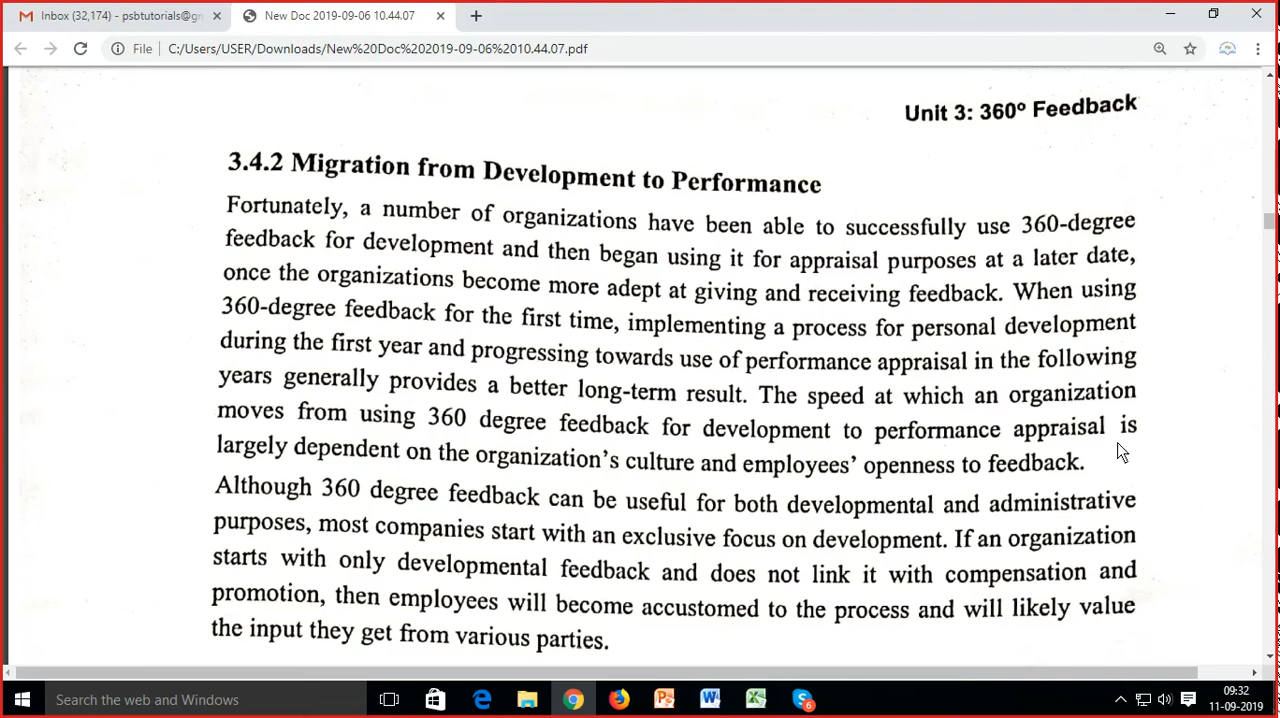 Inbox (32,174) - psbtutorials@gm
New Doc 2019-09-06 10.44.07
File
C:/Users/USER/Downloads/New%20Doc%202019-09-06%2010.44.07.pdf
Unit 3: 360º Feedback
3.4.2 Migration from Development to Performance
Fortunately, a number of organizations have been able to successfully use 360-degree
feedback for development and then began using it for appraisal purposes at a later date,
once the organizations become more adept at giving and receiving feedback. When using
360-degree feedback for the first time, implementing a process for personal development
during the first year and progressing towards use of performance appraisal in the following
years generally provides a better long-term result. The speed at which an organization
moves from using 360 degree feedback for development to performance appraisal is
largely dependent on the organization's culture and employees' openness to feedback.
Although 360 degree feedback can be useful for both developmental and administrative
purposes, most companies start with an exclusive focus on development. If an organization
starts with only developmental feedback and does not link it with compensation and
promotion, then employees will become accustomed to the process and will likely value
the input they get from various parties.
Search the web and Windows
6
09:32
11-09-2019